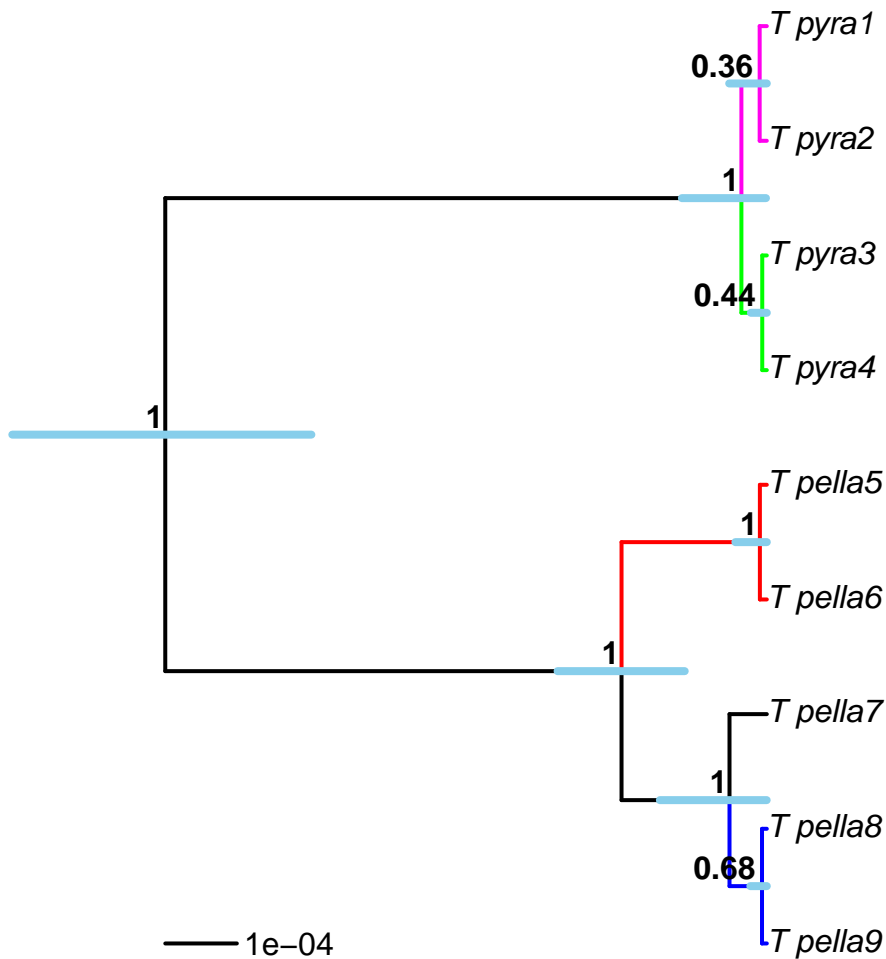 T pyra1
0.36
T pyra2
1
T pyra3
0.44
T pyra4
1
T pella5
1
T pella6
1
T pella7
1
T pella8
0.68
T pella9
1e−04